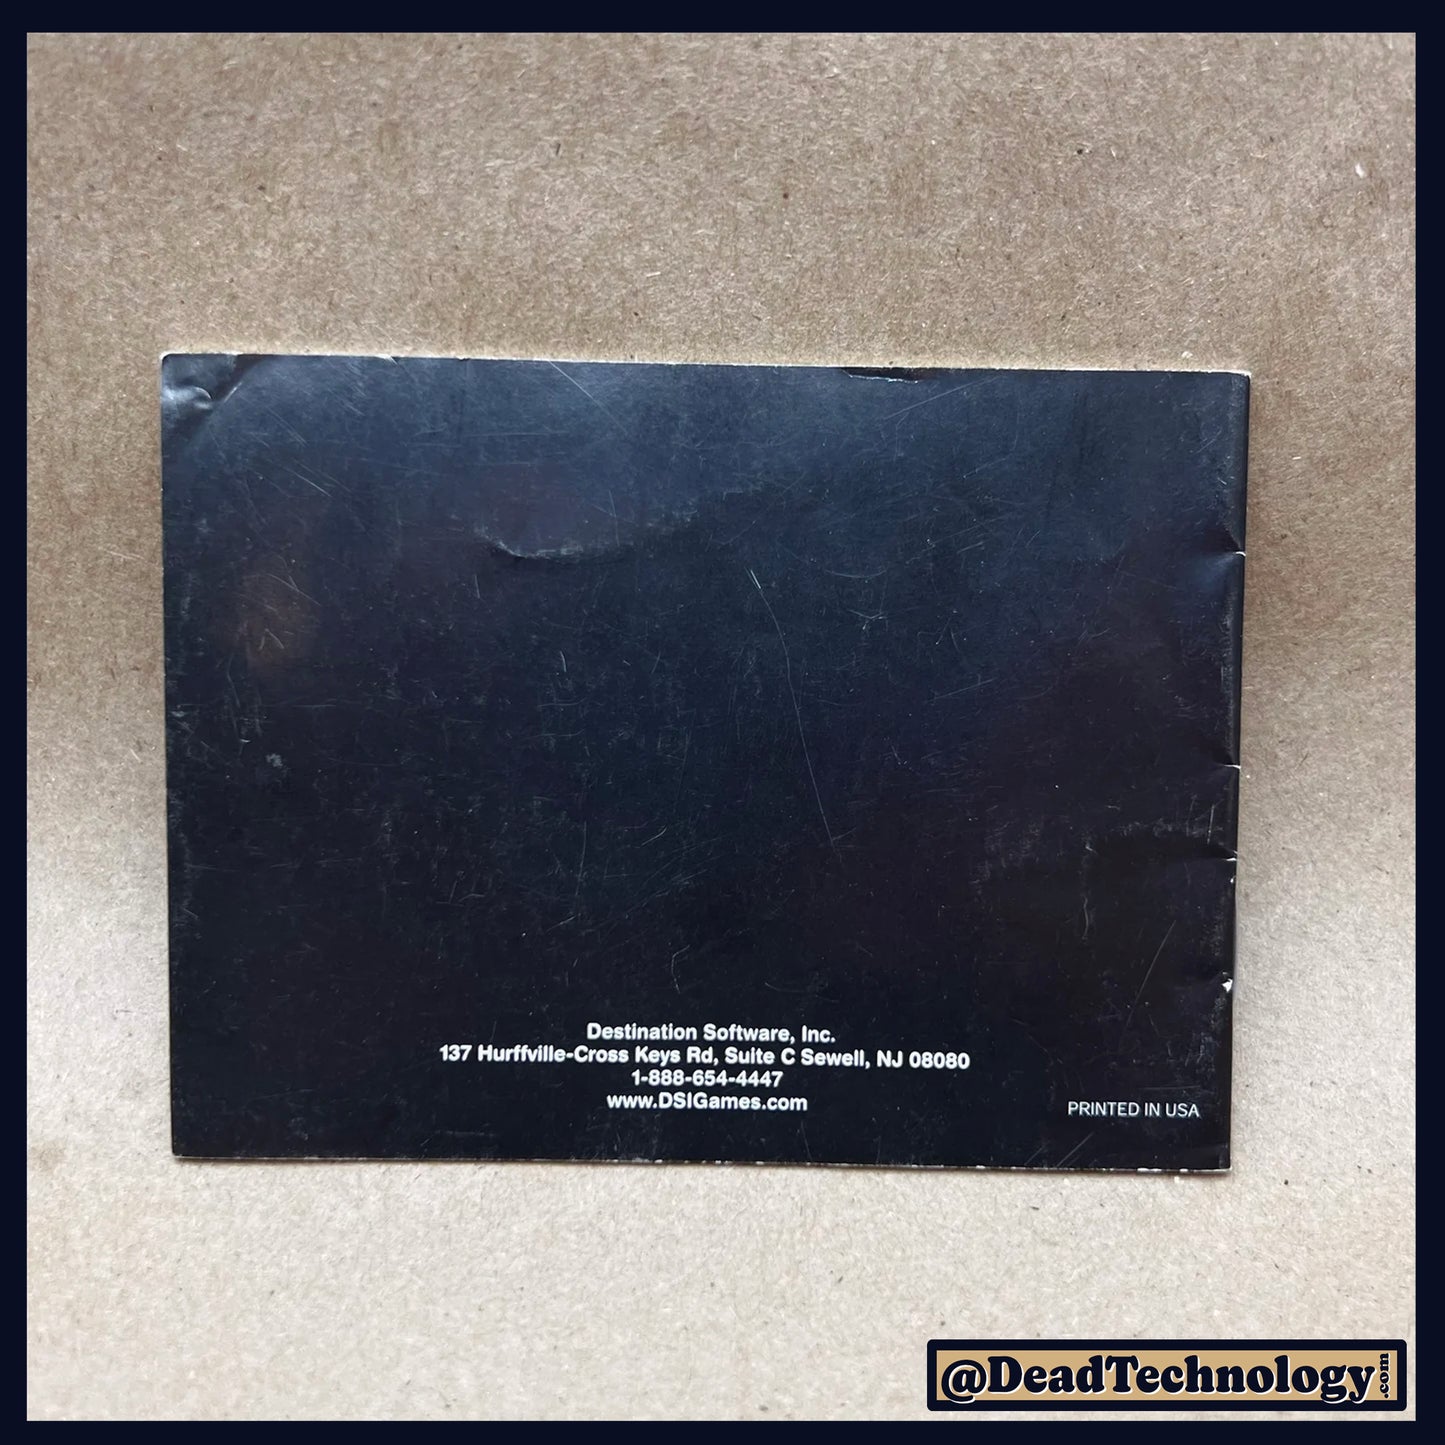 Destination Software, Inc.
137 Hurffville-Cross Keys Rd, Suite C Sewell, NJ 08080
1-888-654-4447
www.DSIGames.com
PRINTED IN USA
@DeadTechnology.com